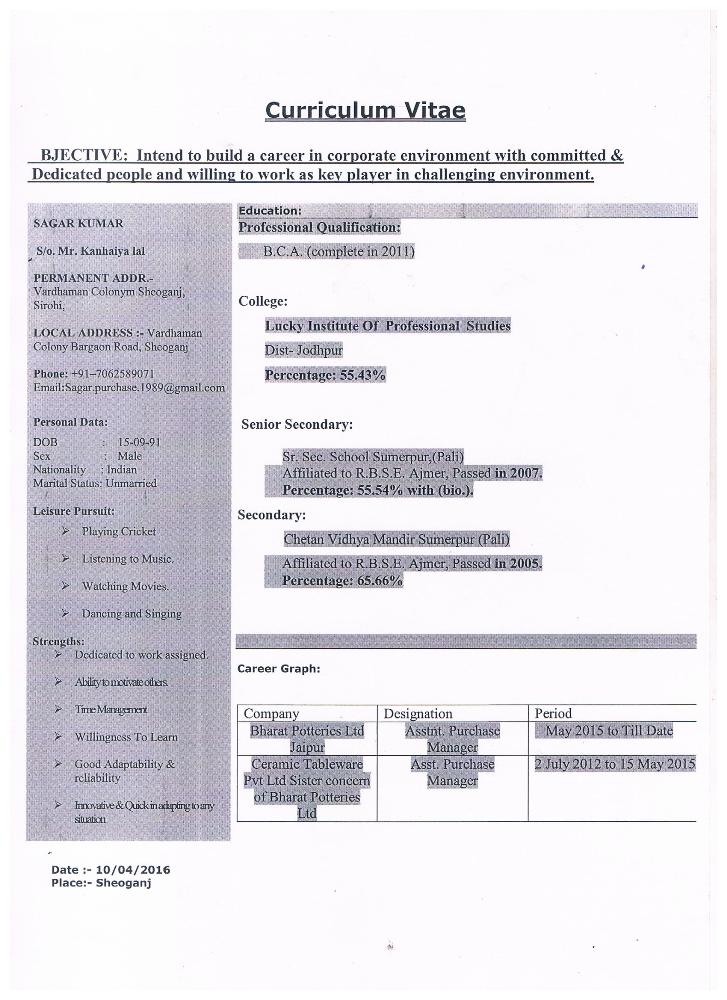 Curriculum Vitae
BJECTIVE: Intend to build a career in corporate environment with committed &
Dedicated people and willing to work as key player in challenging environment.
SAGAR KUMAR
S/o. Mr. Kanhaiya lal
PERMANENT ADDR.-
Vardhaman Colonym Sheoganj,
Sirohi,
LOCAL ADDRESS :- Vardhaman
Colony Bargaon Road, Sheoganj
Phone: +91–7062589071
Email:Sagar.purchase.1989@gmail.com
Personal Data:
DOB : 15-09-91
Sex : Male
Nationality : Indian
Marital Status: Unmarried
Leisure Pursuit:
➢ Playing Cricket
➢ Listening to Music.
➢ Watching Movies.
➢ Dancing and Singing
Strengths:
➢ Dedicated to work assigned.
➢ Ability to motivate others.
➢ Time Management
➢ Willingness To Learn
➢ Good Adaptability &
reliability
➢ Innovative & Quick in adapting to any
situation
Education:
Professional Qualification:
B.C.A. (complete in 2011)
College:
Lucky Institute Of Professional Studies
Dist- Jodhpur
Percentage: 55.43%
Senior Secondary:
Sr. Sec. School Sumerpur,(Pali)
Affiliated to R.B.S.E. Ajmer, Passed in 2007.
Percentage: 55.54% with (bio.).
Secondary:
Chetan Vidhya Mandir Sumerpur (Pali)
Affiliated to R.B.S.E. Ajmer, Passed in 2005.
Percentage: 65.66%
Career Graph:
Company Designation Period
Bharat Potteries Ltd Asstnt. Purchase May 2015 to Till Date
Jaipur Manager
Ceramic Tableware Asst. Purchase 2 July 2012 to 15 May 2015
Pvt Ltd Sister concern Manager
of Bharat Potteries
Ltd
Date :- 10/04/2016
Place:- Sheoganj